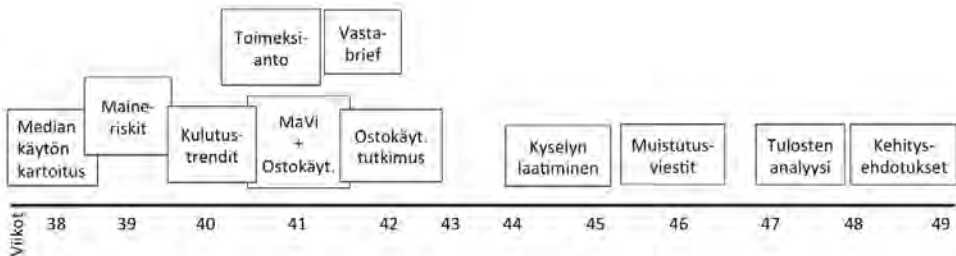 Toimeksi-
anto
Vasta-
brief
Median
käytön
kartoitus
Maine-
riskit
Kulutus-
trendit
MaVi
+
Ostokäyt.
Ostokäyt.
tutkimus
Kyselyn
laatiminen
Muistutus-
viestit
Tulosten
analyysi
Kehitys-
ehdotukset
Viikot
38 39 40 41 42 43 44 45 46 47 48 49